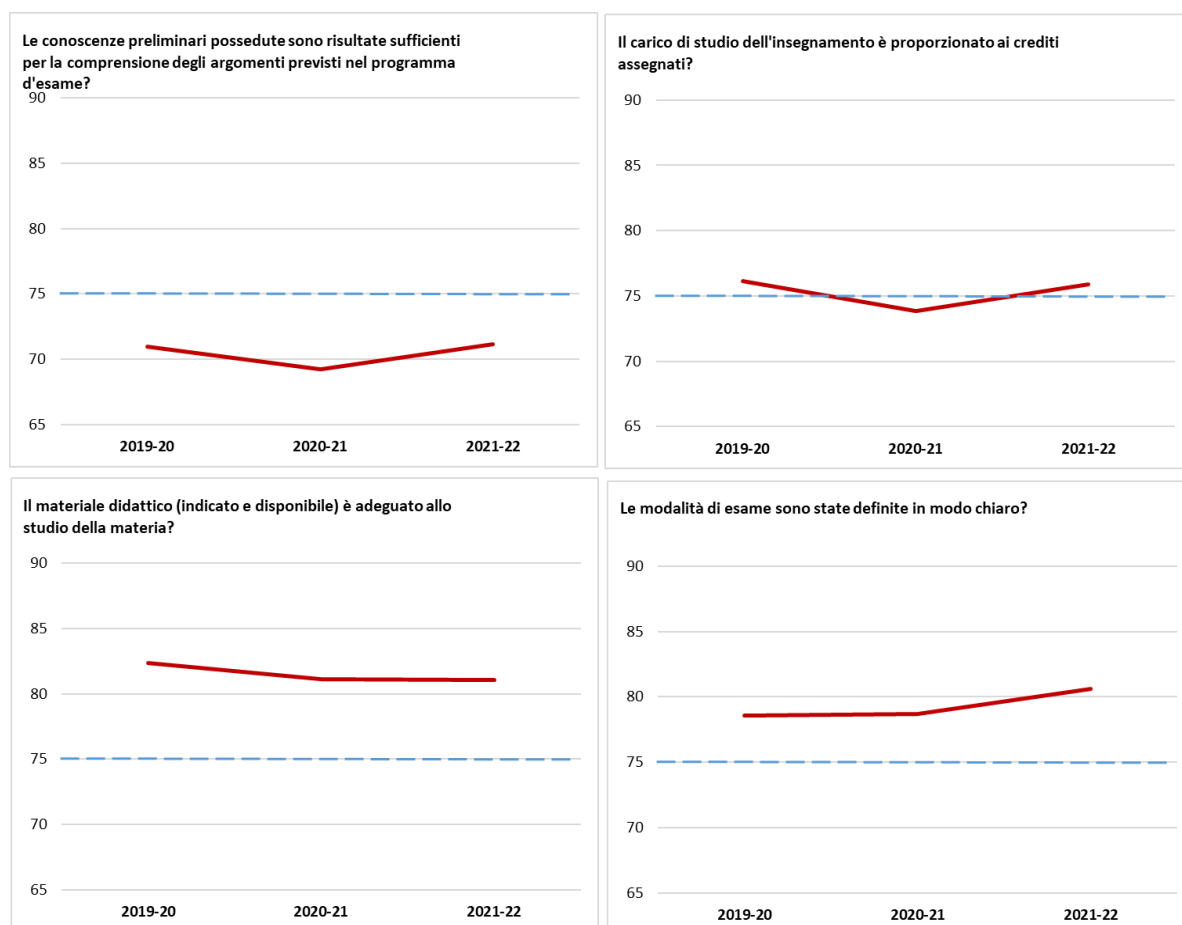 Le conoscenze preliminari possedute sono risultate sufficienti
per la comprensione degli argomenti previsti nel programma
d'esame?
90
85
80
75
70
65
2019-20 2020-21 2021-22
Il carico di studio dell'insegnamento è proporzionato ai crediti
assegnati?
90
85
80
75
70
65
2019-20 2020-21 2021-22
Il materiale didattico (indicato e disponibile) è adeguato allo
studio della materia?
90
85
80
75
70
65
2019-20 2020-21 2021-22
Le modalità di esame sono state definite in modo chiaro?
90
85
80
75
70
65
2019-20 2020-21 2021-22